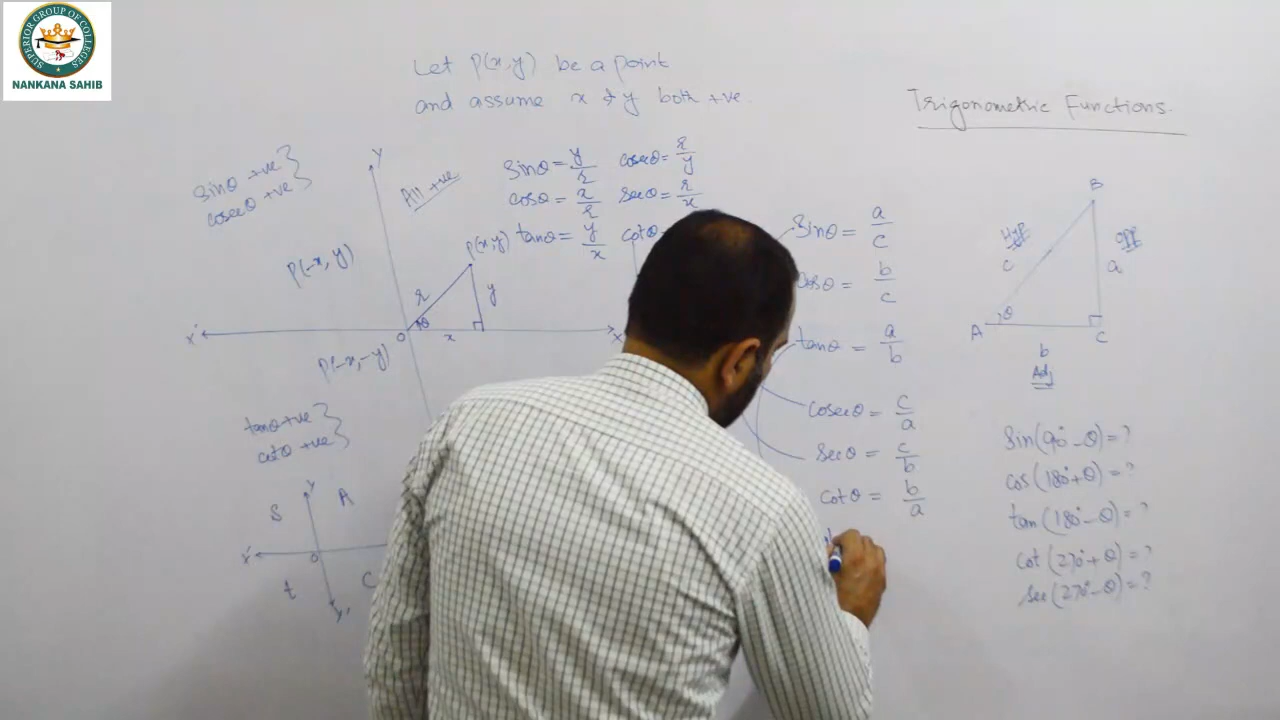 SUPERIOR GROUP OF COLLEGES
NANKANA SAHIB
Let P(x,y) be a point
and assume x & y both +ve.
Trigonometric Functions.
sinθ +ve }
cosecθ +ve }
Y
All +ve
sinθ = y/r cosecθ = r/y
cosθ = x/r secθ = r/x
tanθ = y/x cotθ =
P(x,y)
P(-x, y)
r
y
θ
X' O x X
P(-x,-y)
tanθ +ve }
cotθ +ve }
Y
S A
X' O
t C
Y'
sinθ = a/c
cosθ = b/c
tanθ = a/b
cosecθ = c/a
secθ = c/b
cotθ = b/a
B
Hyp opp
c a
θ
A C
b
Adj
sin(90°-θ) = ?
cos(180°+θ) = ?
tan(180°-θ) = ?
cot(270°+θ) = ?
sec(270°-θ) = ?